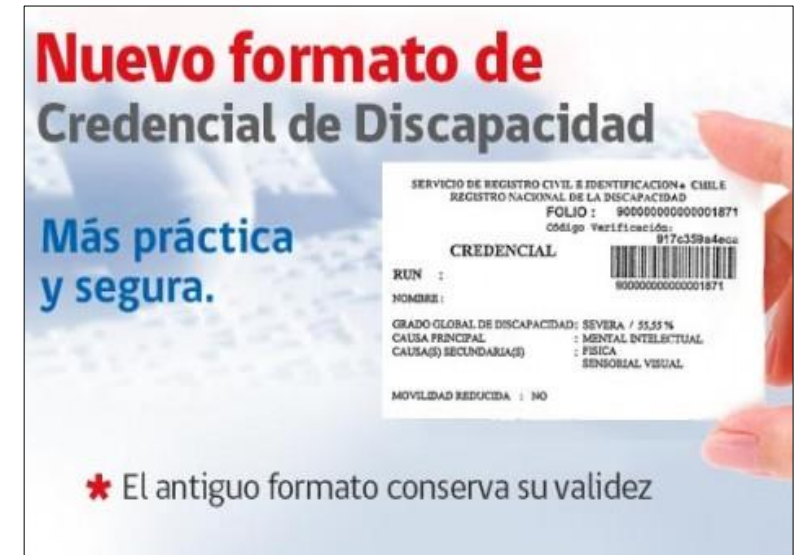 Nuevo formato de
Credencial de Discapacidad
Más práctica
y segura.
SERVICIO DE REGISTRO CIVIL E IDENTIFICACION CHILE
REGISTRO NACIONAL DE LA DISCAPACIDAD
FOLIO : 900000000000001871
Código Verificación:
917c359a4eca
CREDENCIAL
900000000000001871
RUN :
NOMBRE :
GRADO GLOBAL DE DISCAPACIDAD: SEVERA / 55,55 %
CAUSA PRINCIPAL : MENTAL INTELECTUAL
CAUSA(S) SECUNDARIA(S) : FISICA
SENSORIAL VISUAL
MOVILIDAD REDUCIDA : NO
* El antiguo formato conserva su validez